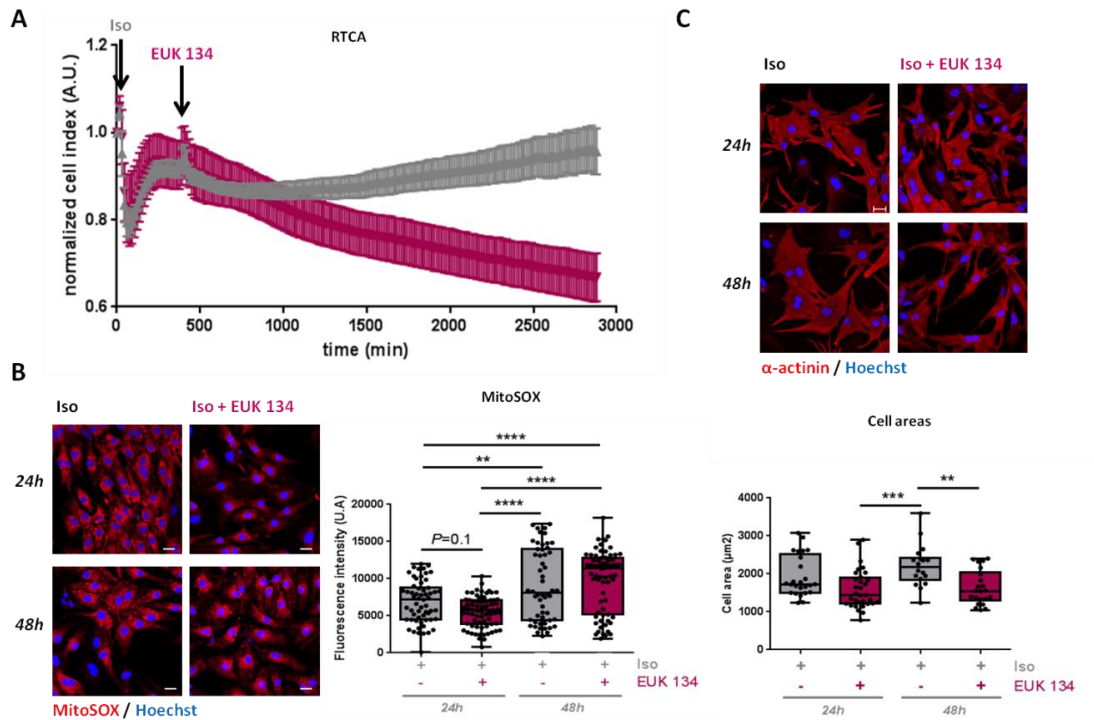 A
Iso
RTCA
EUK 134
normalized cell index (A.U.)
1.2
1.0
0.8
0.6
0
500
1000
1500
2000
2500
3000
time (min)
B
Iso
Iso + EUK 134
24h
48h
MitoSOX / Hoechst
MitoSOX
****
**
****
****
P=0.1
Fluorescence intensity (U.A)
20000
15000
10000
5000
0
+ + + + Iso
- + - + EUK 134
24h 48h
C
Iso
Iso + EUK 134
24h
48h
α-actinin / Hoechst
Cell areas
**
***
Cell area (µm2)
4000
3000
2000
1000
0
+ + + + Iso
- + - + EUK 134
24h 48h